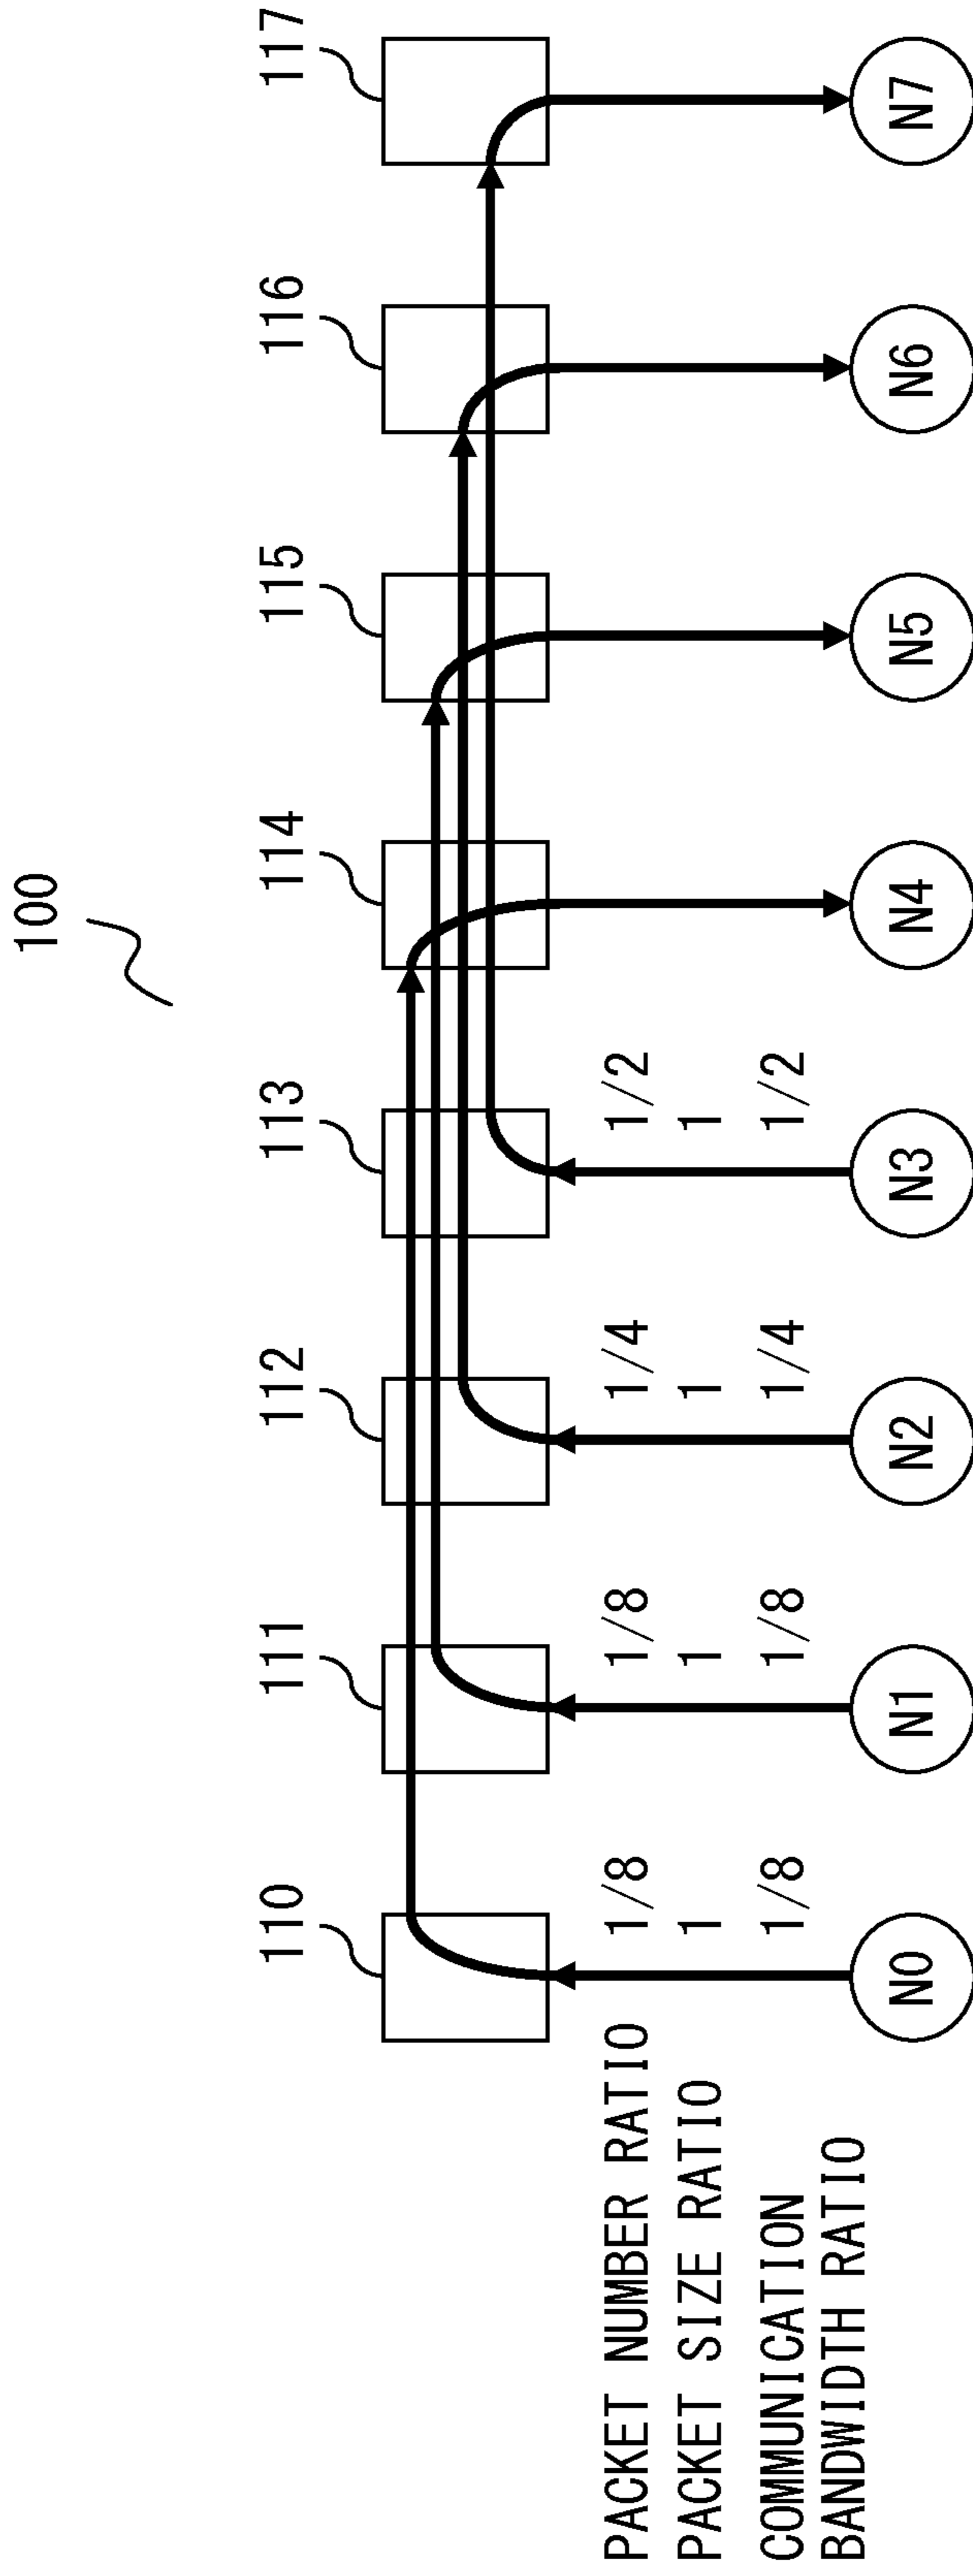 100
110 111 112 113 114 115 116 117
PACKET NUMBER RATIO 1/8 1/8 1/4 1/2
PACKET SIZE RATIO 1 1 1 1
COMMUNICATION
BANDWIDTH RATIO 1/8 1/8 1/4 1/2
N0 N1 N2 N3 N4 N5 N6 N7